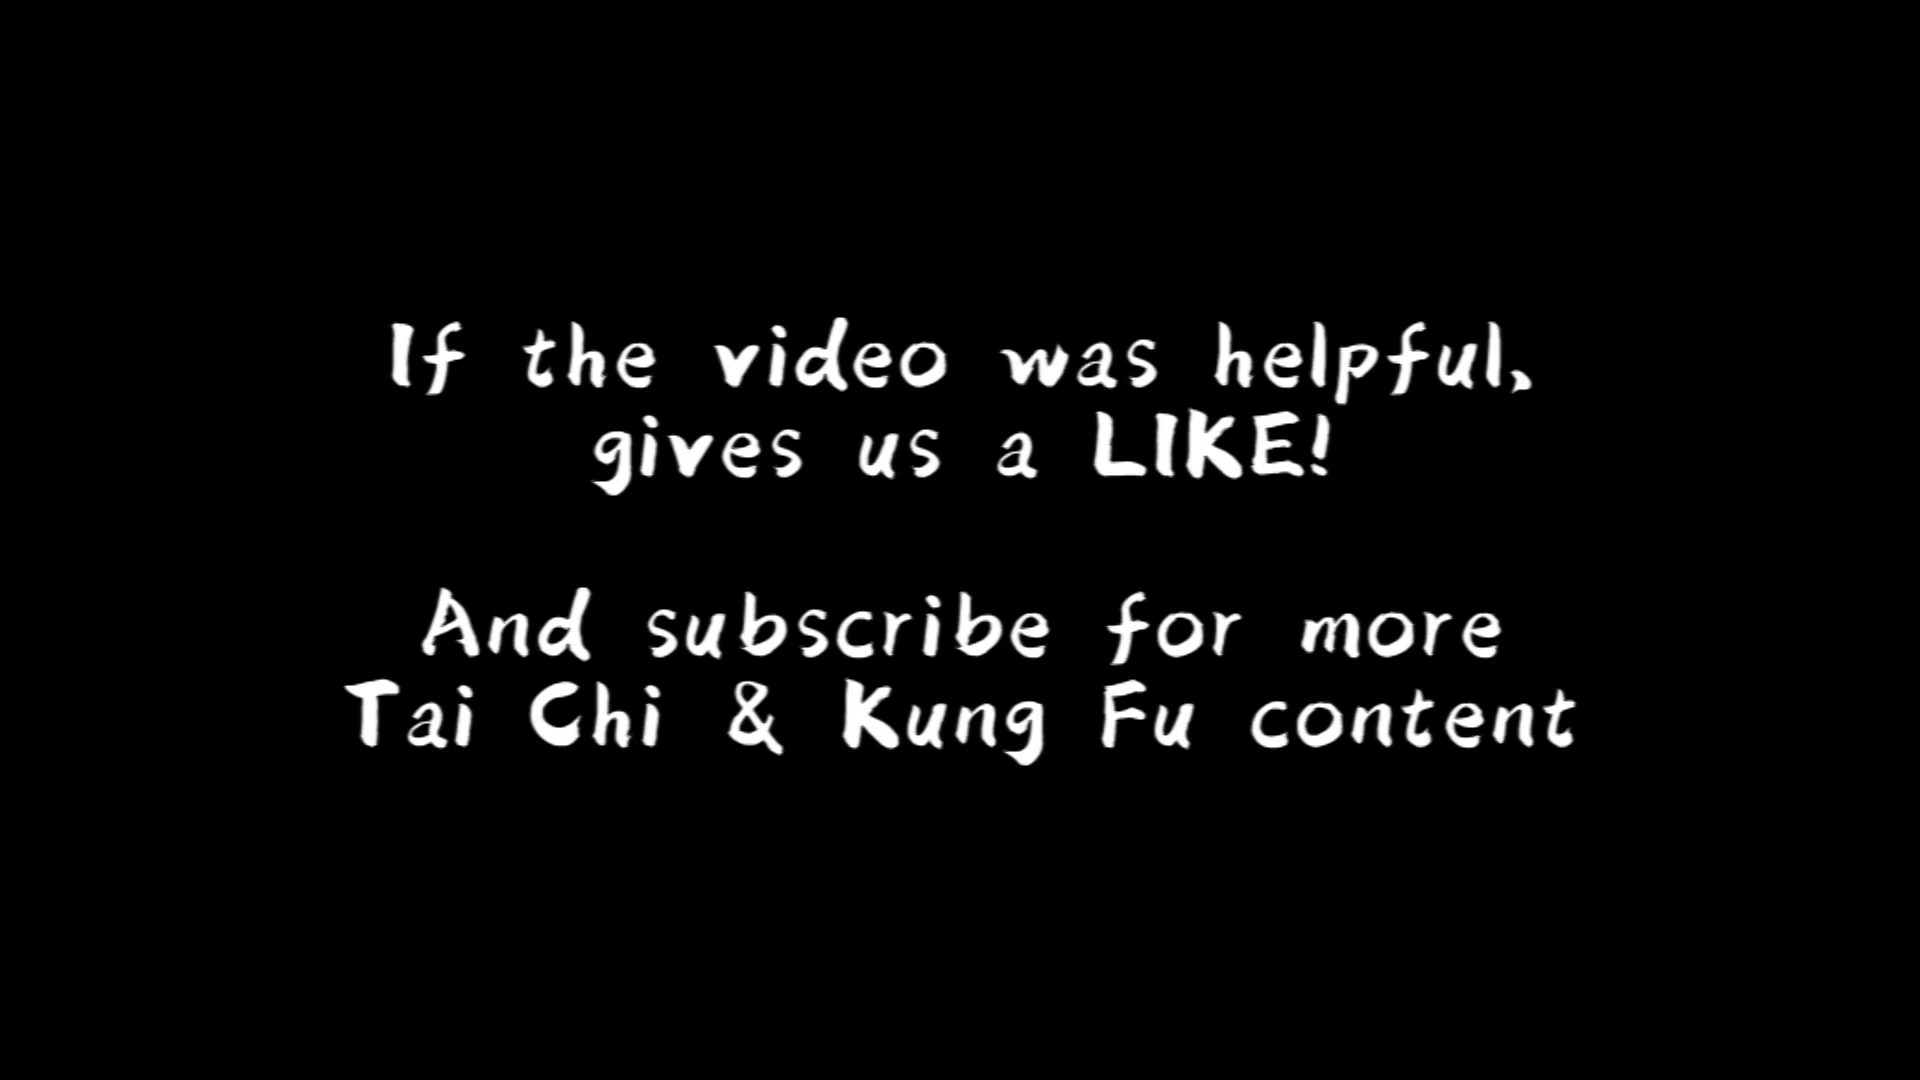 If the video was helpful,
gives us a LIKE!
And subscribe for more
Tai Chi & Kung Fu content